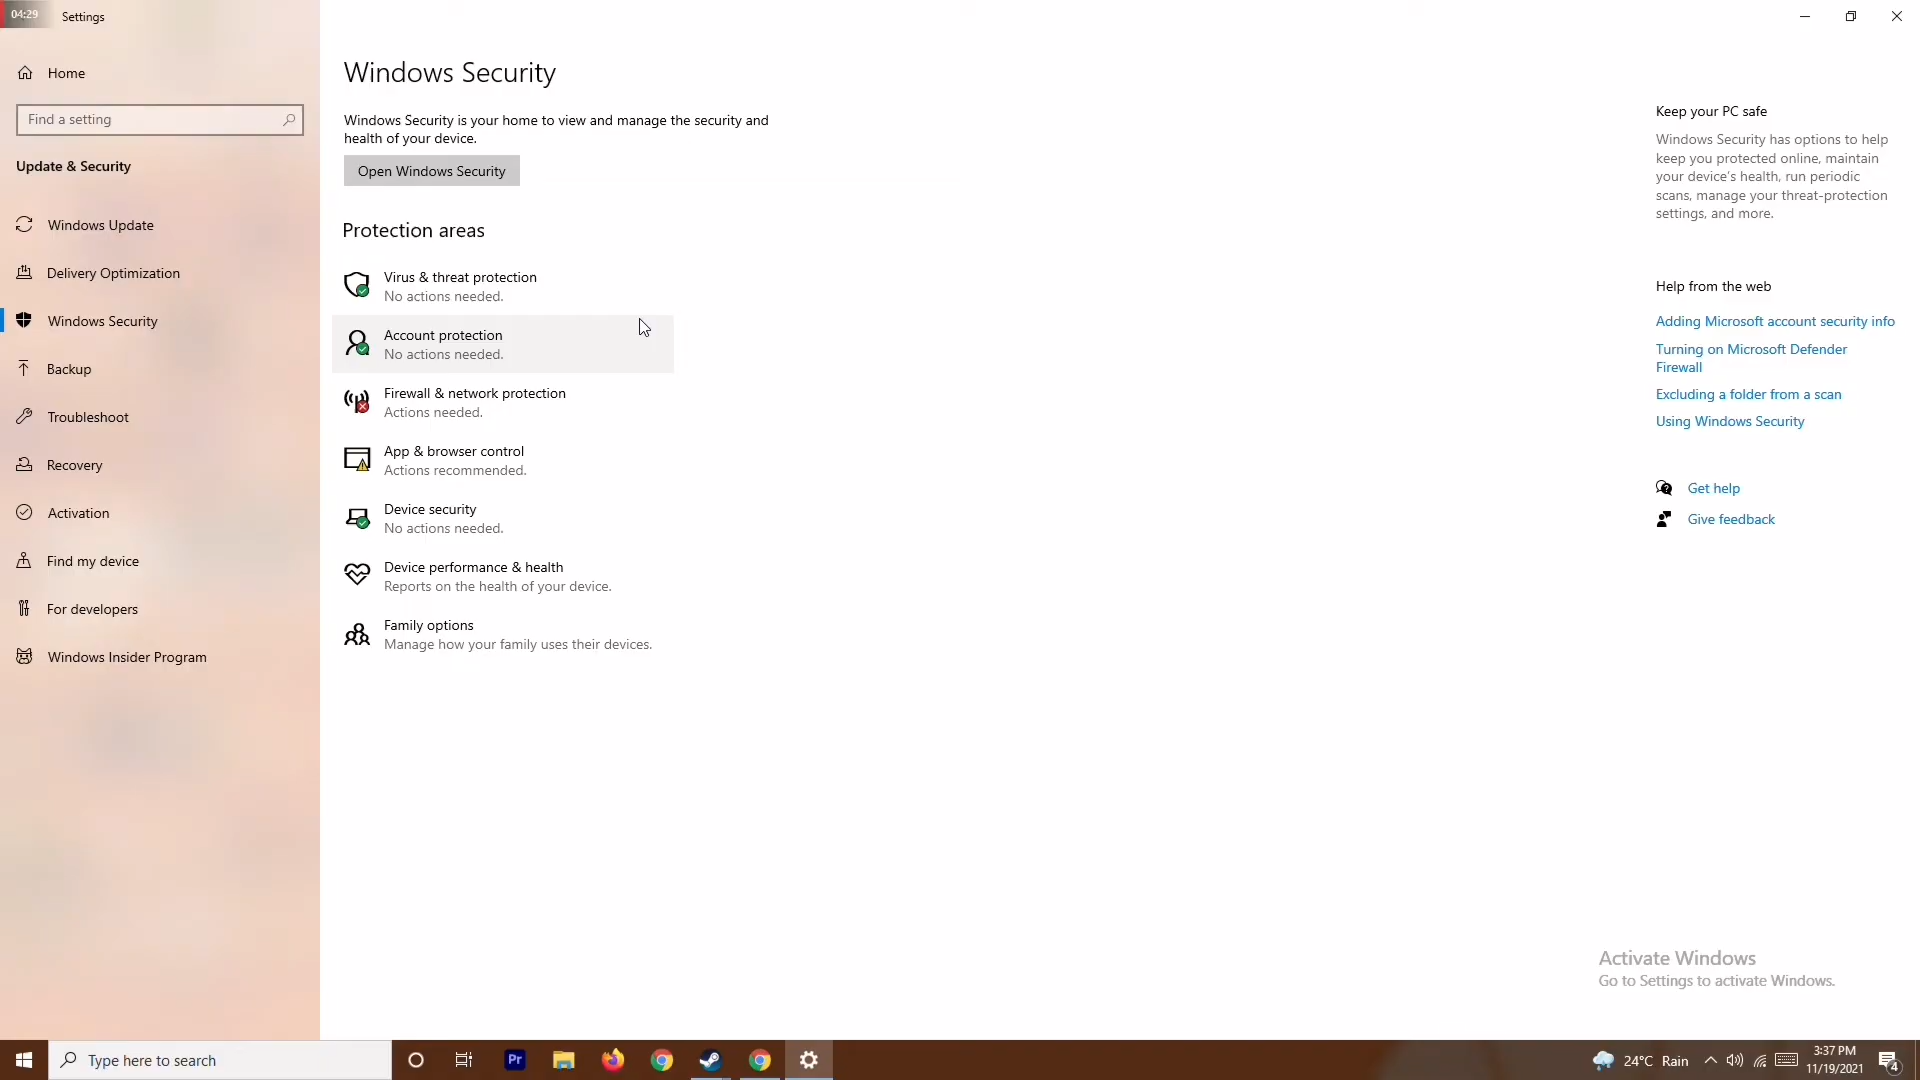 04:29
Settings
Home
Find a setting
Update & Security
Windows Update
Delivery Optimization
Windows Security
Backup
Troubleshoot
Recovery
Activation
Find my device
For developers
Windows Insider Program
Windows Security
Windows Security is your home to view and manage the security and
health of your device.
Open Windows Security
Protection areas
Virus & threat protection
No actions needed.
Account protection
No actions needed.
Firewall & network protection
Actions needed.
App & browser control
Actions recommended.
Device security
No actions needed.
Device performance & health
Reports on the health of your device.
Family options
Manage how your family uses their devices.
Keep your PC safe
Windows Security has options to help
keep you protected online, maintain
your device's health, run periodic
scans, manage your threat-protection
settings, and more.
Help from the web
Adding Microsoft account security info
Turning on Microsoft Defender
Firewall
Excluding a folder from a scan
Using Windows Security
Get help
Give feedback
Activate Windows
Go to Settings to activate Windows.
Type here to search
Pr
24°C Rain
3:37 PM
11/19/2021
4